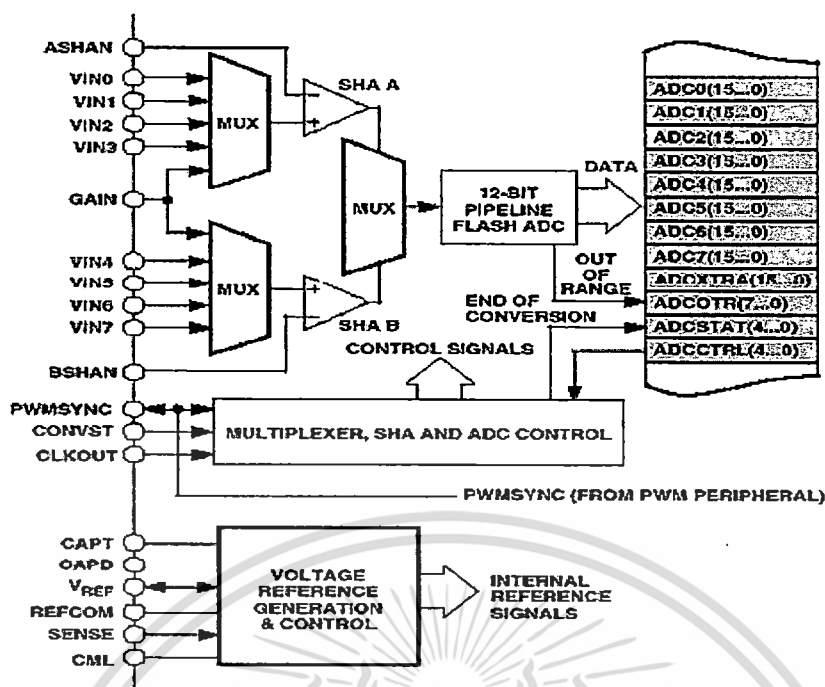 ASHAN
VIN0
VIN1
VIN2
VIN3
GAIN
VIN4
VIN5
VIN6
VIN7
BSHAN
PWMSYNC
CONVST
CLKOUT
MUX
MUX
SHA A
SHA B
MUX
12-BIT
PIPELINE
FLASH ADC
DATA
OUT
OF
RANGE
END OF
CONVERSION
CONTROL SIGNALS
MULTIPLEXER, SHA AND ADC CONTROL
PWMSYNC (FROM PWM PERIPHERAL)
ADC0(15...0)
ADC1(15...0)
ADC2(15...0)
ADC3(15...0)
ADC4(15...0)
ADC5(15...0)
ADC6(15...0)
ADC7(15...0)
ADCXTRA(15...0)
ADCOTR(7...0)
ADCSTAT(4...0)
ADCCTRL(4...0)
CAPT
CAPD
VREF
REFCOM
SENSE
CML
VOLTAGE
REFERENCE
GENERATION
& CONTROL
INTERNAL
REFERENCE
SIGNALS